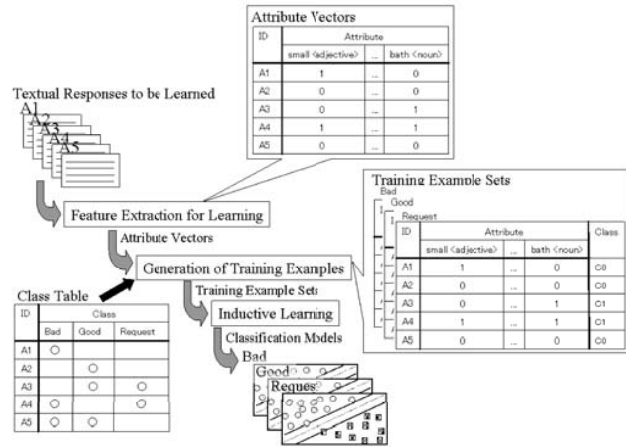 Attribute Vectors
ID Attribute
small <adjective> ... bath <noun>
A1 1 ... 0
A2 0 ... 0
A3 0 ... 1
A4 1 ... 1
A5 0 ... 0
Textual Responses to be Learned
A1
A2
A3
A4
A5
Feature Extraction for Learning
Attribute Vectors
Generation of Training Examples
Training Example Sets
Inductive Learning
Classification Models
Bad
Good
Reques
Training Example Sets
Bad
Good
Request
ID Attribute Class
small <adjective> ... bath <noun>
A1 1 ... 0 C0
A2 0 ... 0 C0
A3 0 ... 1 C1
A4 1 ... 1 C1
A5 0 ... 0 C0
Class Table
ID Class
Bad Good Request
A1
A2
A3
A4
A5